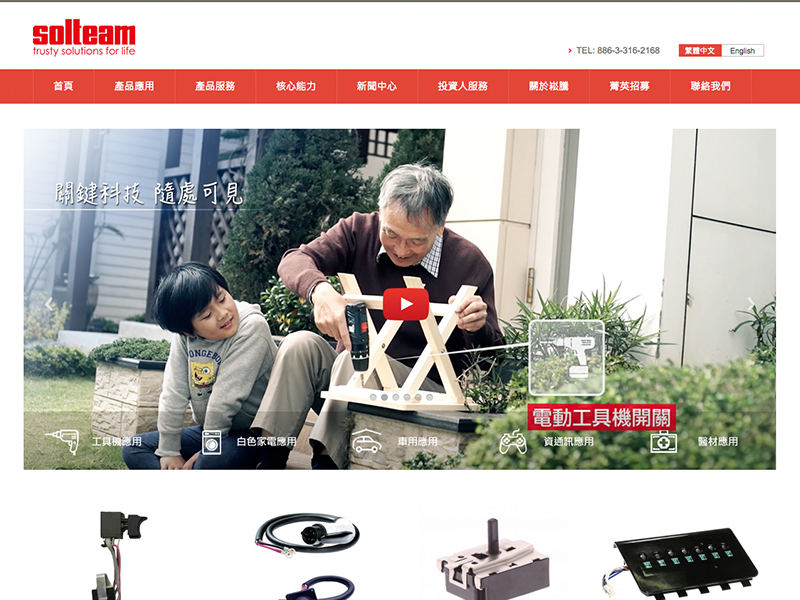 solteam
trusty solutions for life
TEL: 886-3-316-2168
繁體中文
English
首頁
產品應用
產品服務
核心能力
新聞中心
投資人服務
關於崧騰
菁英招募
聯絡我們
關鍵科技 隨處可見
SPONGEBOB
電動工具機開關
工具機應用
白色家電應用
車用應用
資通訊應用
醫材應用